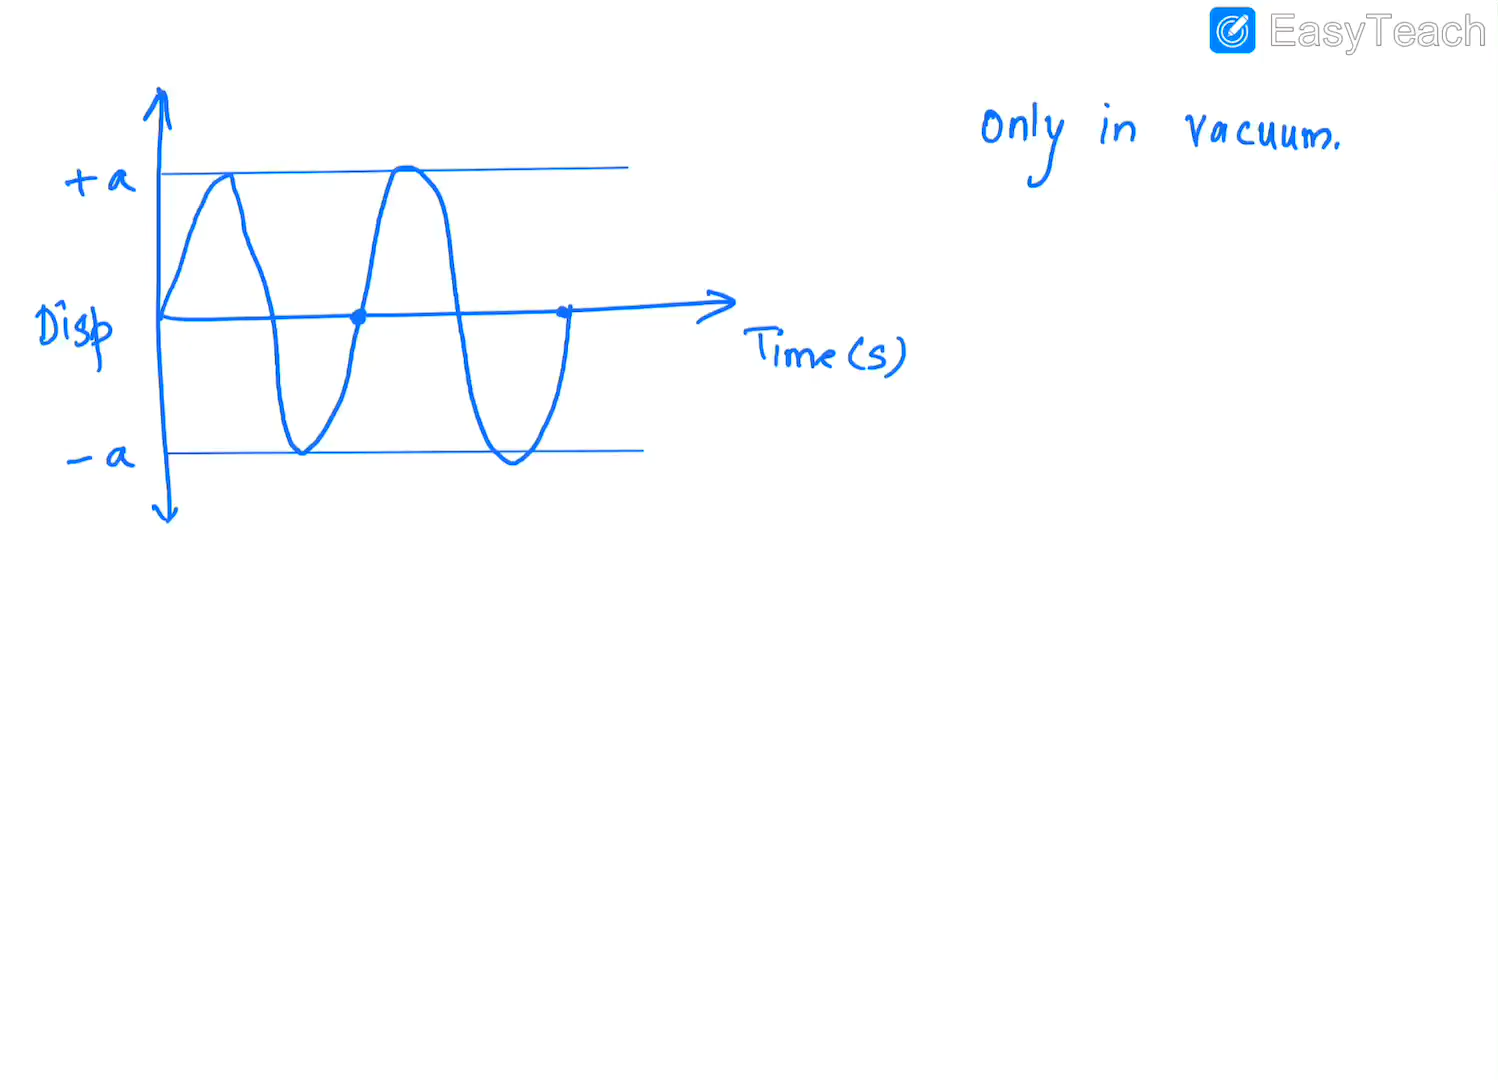 EasyTeach
Only in vacuum.
+a
Disp
Time (s)
-a